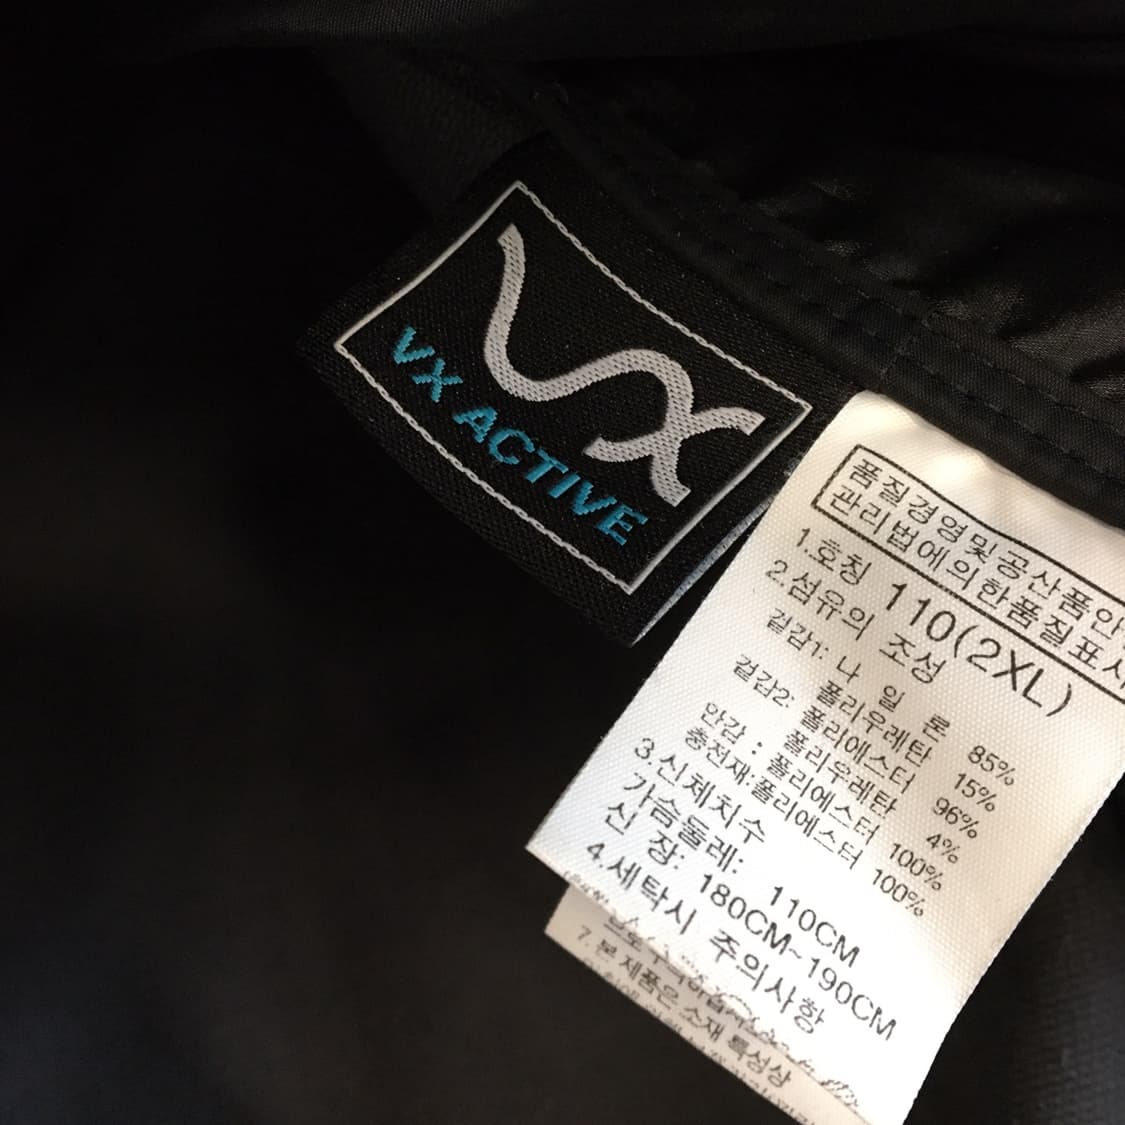 VX
VX ACTIVE
품질경영및공산품안
관리법에의한품질표시
1.호칭 110(2XL)
2.섬유의 조성
겉감1: 나 일 론 85%
폴리우레탄 15%
겉감2: 폴리에스터 96%
폴리우레탄 4%
안감 : 폴리에스터 100%
충전재:폴리에스터 100%
3.신체치수
가슴둘레: 110CM
신 장: 180CM~190CM
4.세탁시 주의사항
7. 본 제품은 소재 특성상